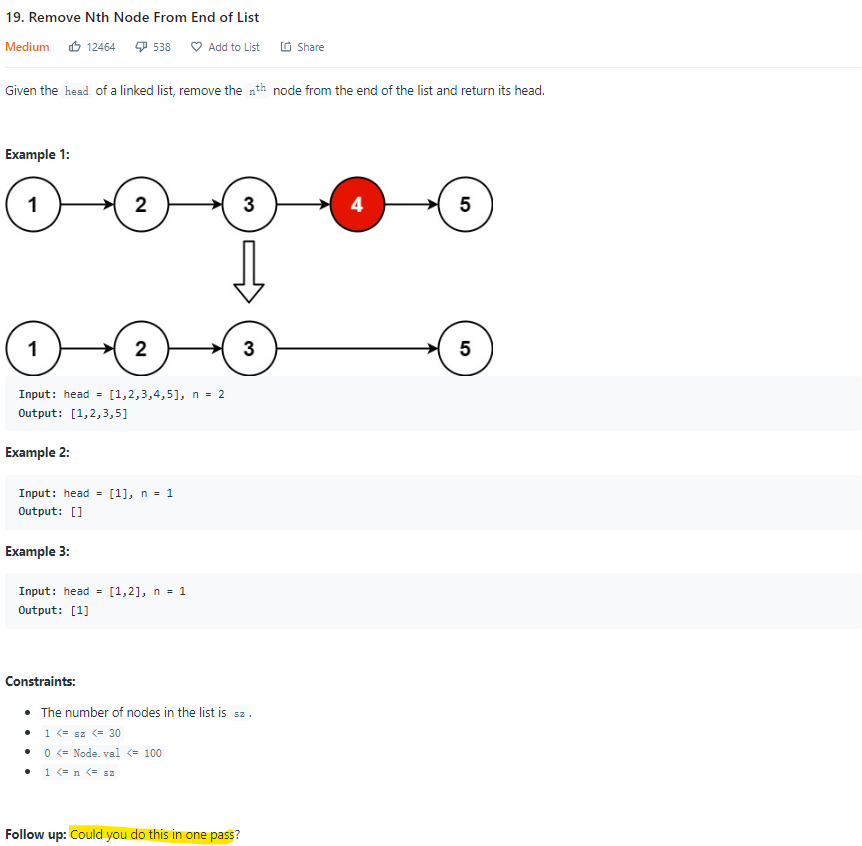 19. Remove Nth Node From End of List
Medium 12464 538 Add to List Share
Given the head of a linked list, remove the nth node from the end of the list and return its head.
Example 1:
1 2 3 4 5
1 2 3 5
Input: head = [1,2,3,4,5], n = 2
Output: [1,2,3,5]
Example 2:
Input: head = [1], n = 1
Output: []
Example 3:
Input: head = [1,2], n = 1
Output: [1]
Constraints:
• The number of nodes in the list is sz .
• 1 <= sz <= 30
• 0 <= Node.val <= 100
• 1 <= n <= sz
Follow up: Could you do this in one pass?